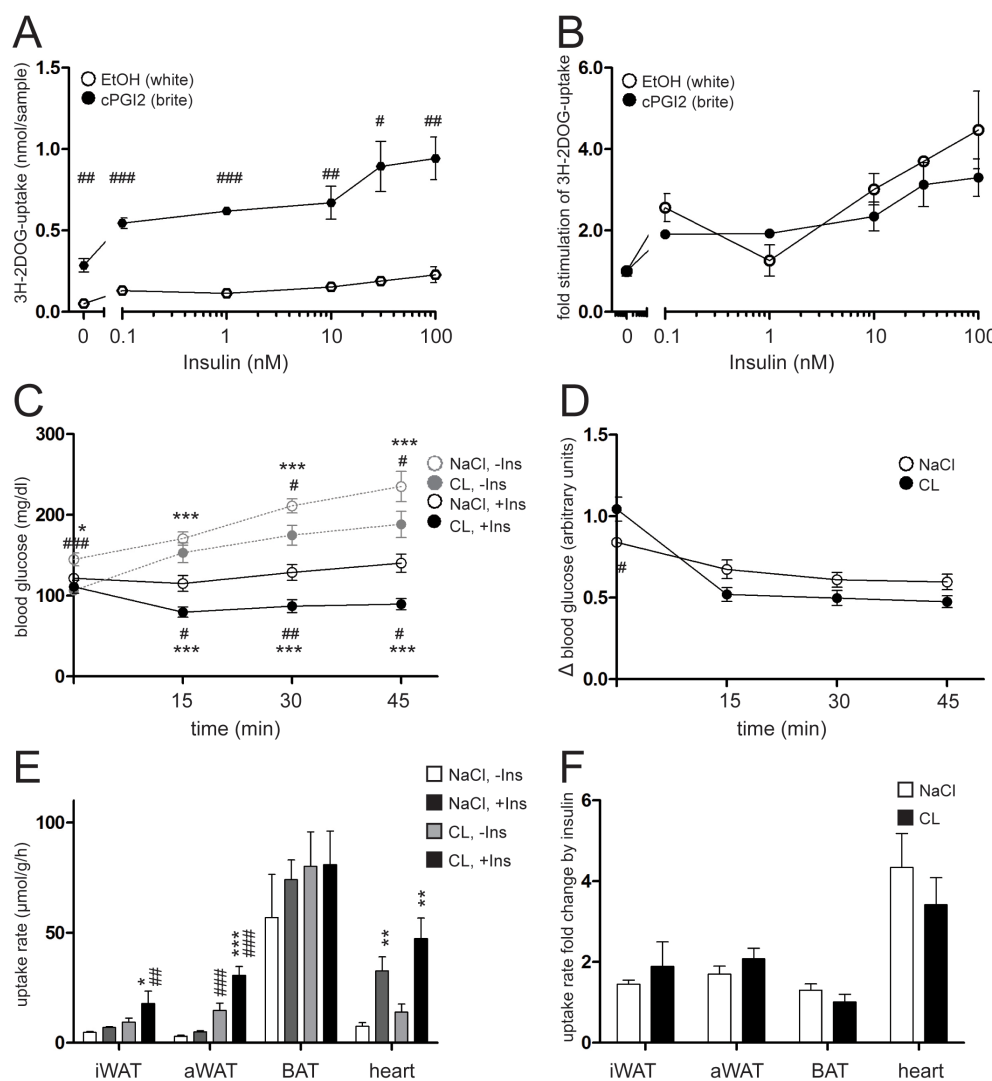 A
3H-2DOG-uptake (nmol/sample)
1.5
1.0
0.5
0.0
EtOH (white)
cPGI2 (brite)
## ### ### ## # ##
0 0.1 1 10 100
Insulin (nM)
B
fold stimulation of 3H-2DOG-uptake
6.0
4.0
2.0
0.0
EtOH (white)
cPGI2 (brite)
0 0.1 1 10 100
Insulin (nM)
C
blood glucose (mg/dl)
300
200
100
0
NaCl, -Ins
CL, -Ins
NaCl, +Ins
CL, +Ins
* *** *** ***
### # #
# ## #
*** *** ***
15 30 45
time (min)
D
Δ blood glucose (arbitrary units)
1.5
1.0
0.5
0.0
NaCl
CL
#
15 30 45
time (min)
E
uptake rate (µmol/g/h)
100
50
0
NaCl, -Ins
NaCl, +Ins
CL, -Ins
CL, +Ins
*
##
###
***
###
**
**
iWAT aWAT BAT heart
F
uptake rate fold change by insulin
6
4
2
0
NaCl
CL
iWAT aWAT BAT heart